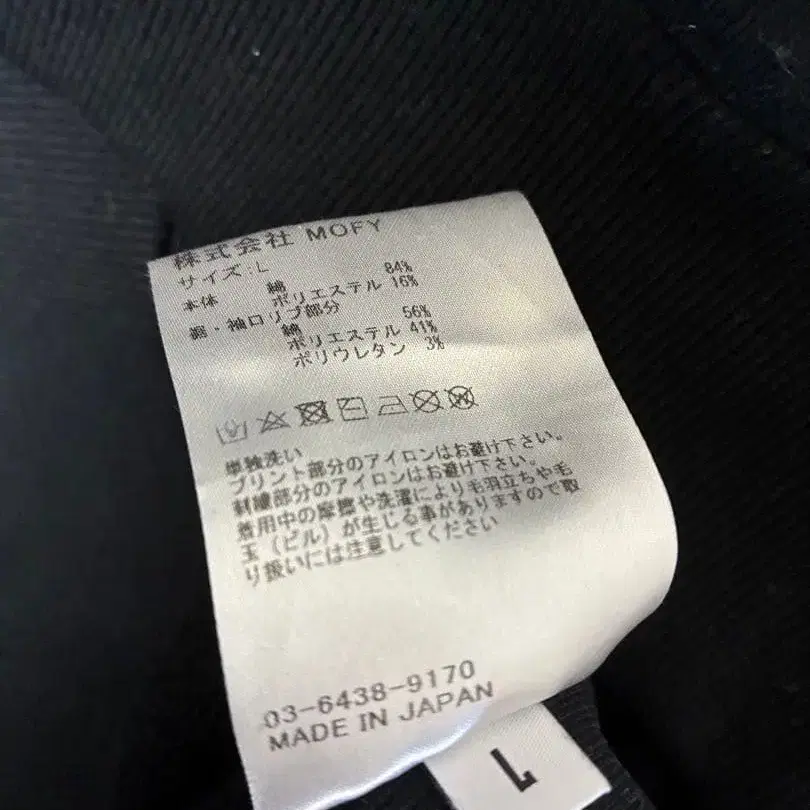 株式会社 MOFY
サイズ:L
本体 綿 84%
ポリエステル 16%
裾・袖口リブ部分
綿 56%
ポリエステル 41%
ポリウレタン 3%
単独洗い
プリント部分のアイロンはお避け下さい。
刺繍部分のアイロンはお避け下さい。
着用中の摩擦や洗濯により毛羽立ちや毛
玉(ピル)が生じる事がありますので取
り扱いには注意してください
03-6438-9170
MADE IN JAPAN
L